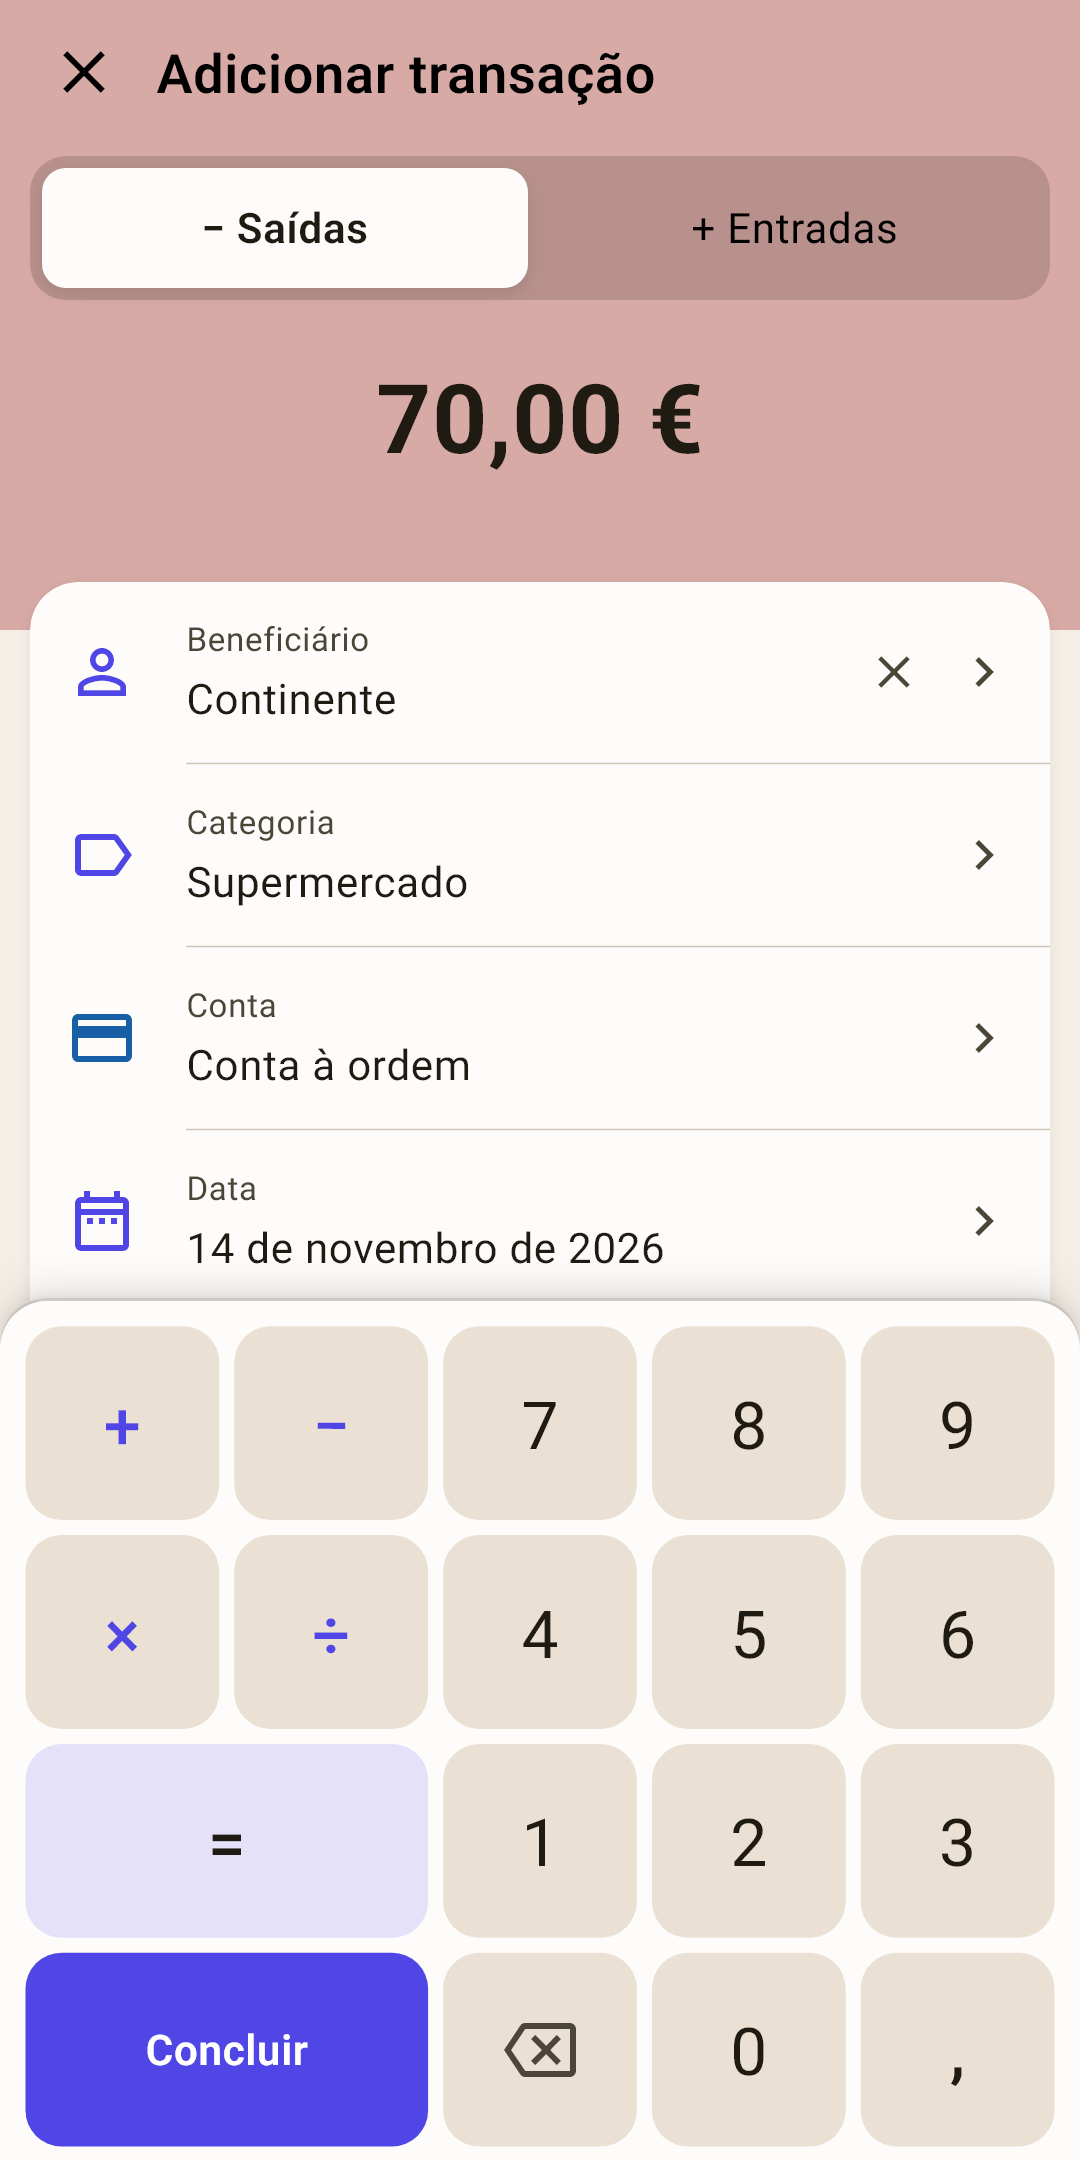 Adicionar transação
− Saídas
+ Entradas
70,00 €
Beneficiário
Continente
Categoria
Supermercado
Conta
Conta à ordem
Data
14 de novembro de 2026
+ − 7 8 9
× ÷ 4 5 6
= 1 2 3
Concluir 0 ,